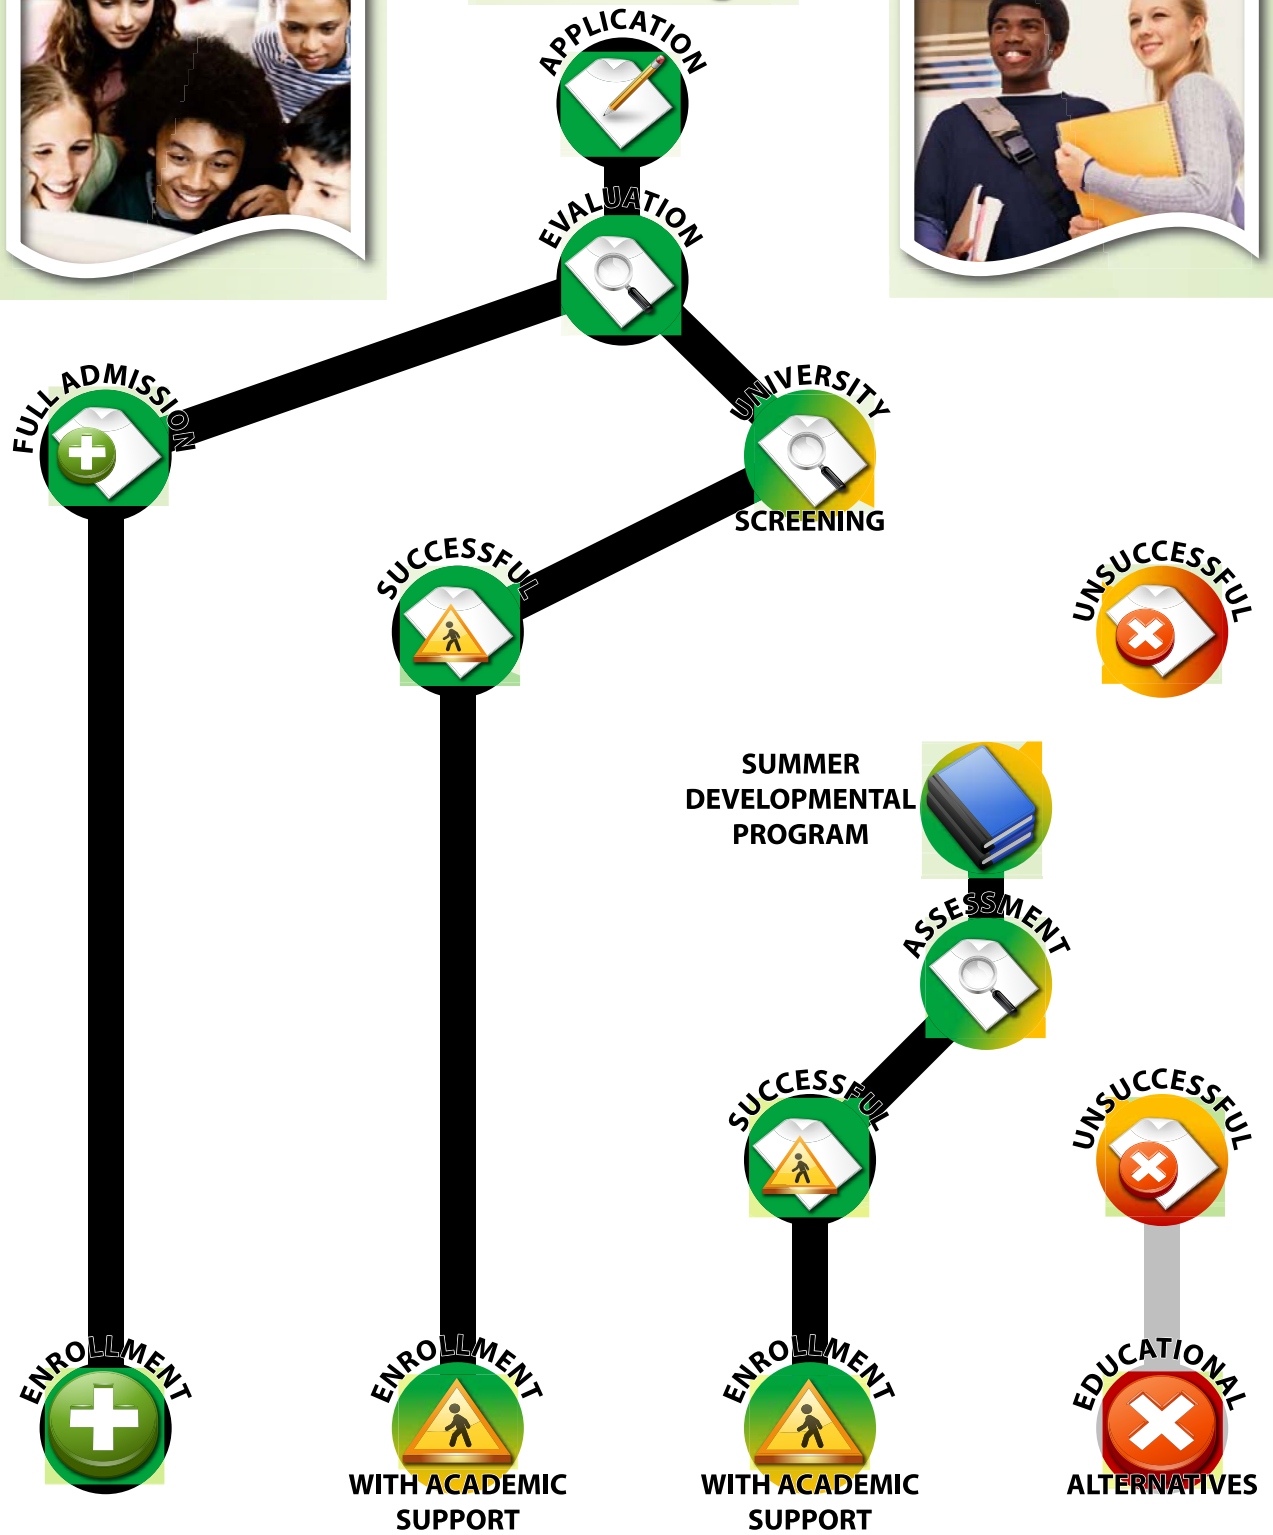 APPLICATION
EVALUATION
FULL ADMISSION
UNIVERSITY
SCREENING
SUCCESSFUL
UNSUCCESSFUL
SUMMER
DEVELOPMENTAL
PROGRAM
ASSESSMENT
SUCCESSFUL
UNSUCCESSFUL
ENROLLMENT
ENROLLMENT
WITH ACADEMIC
SUPPORT
ENROLLMENT
WITH ACADEMIC
SUPPORT
EDUCATIONAL
ALTERNATIVES